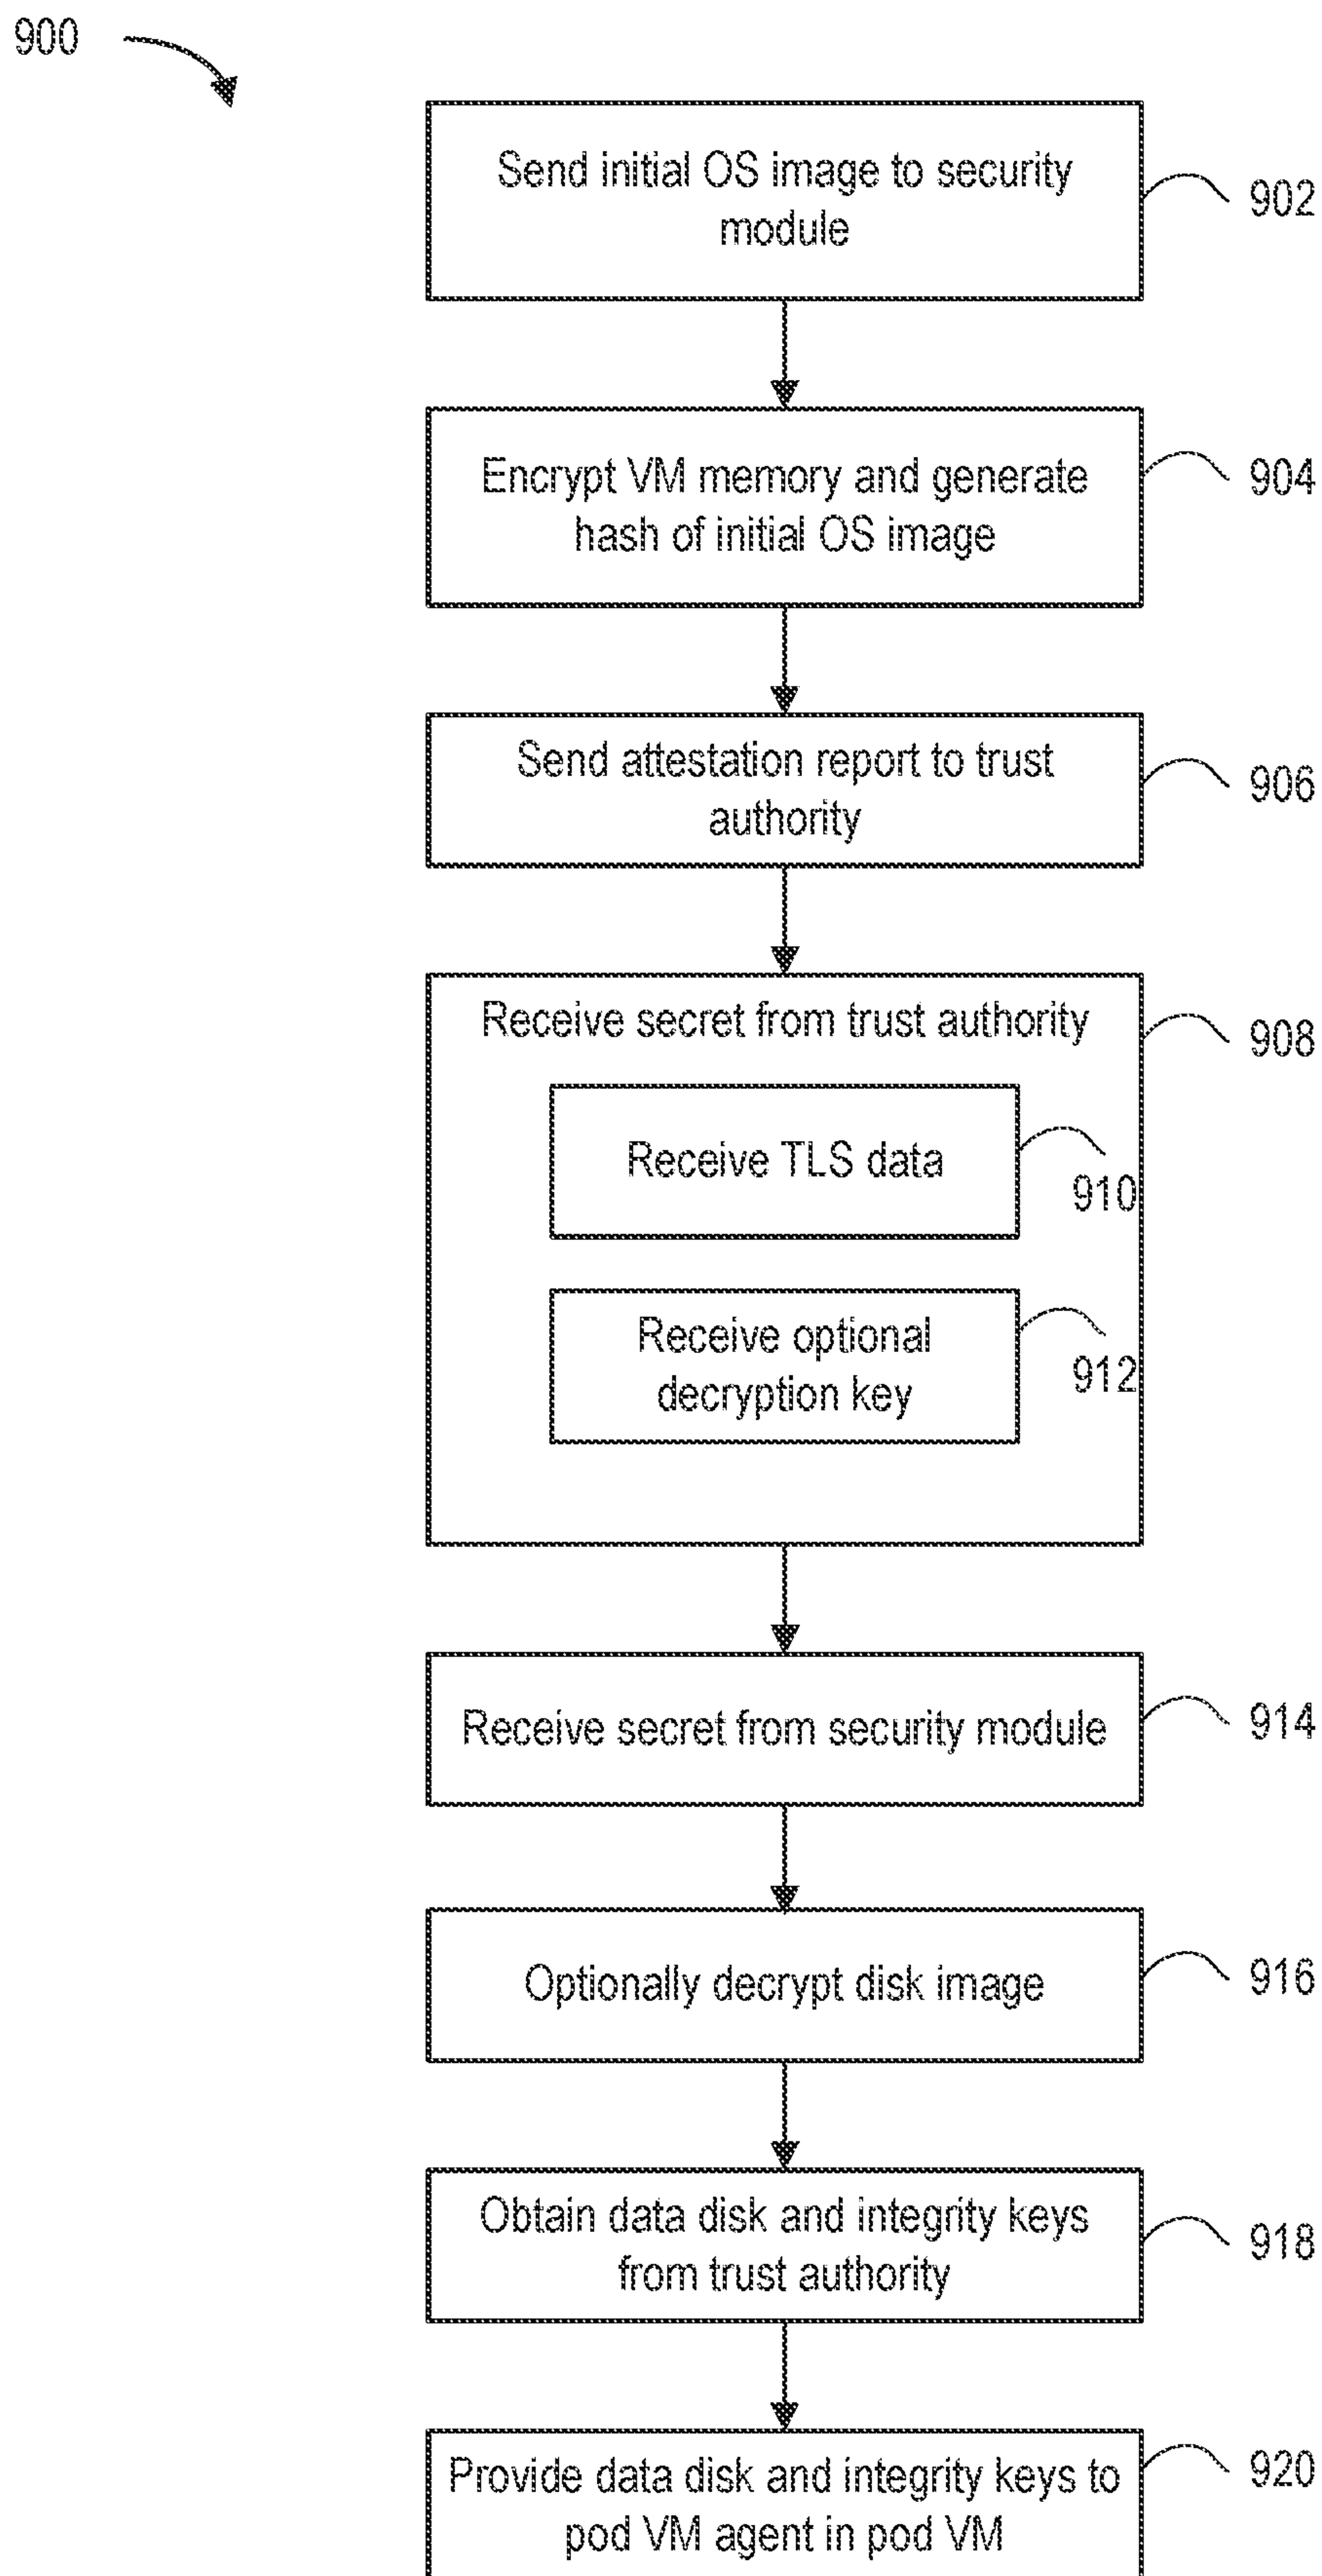 900
Send initial OS image to security
module
902
Encrypt VM memory and generate
hash of initial OS image
904
Send attestation report to trust
authority
906
Receive secret from trust authority
908
Receive TLS data
910
Receive optional
decryption key
912
Receive secret from security module
914
Optionally decrypt disk image
916
Obtain data disk and integrity keys
from trust authority
918
Provide data disk and integrity keys to
pod VM agent in pod VM
920